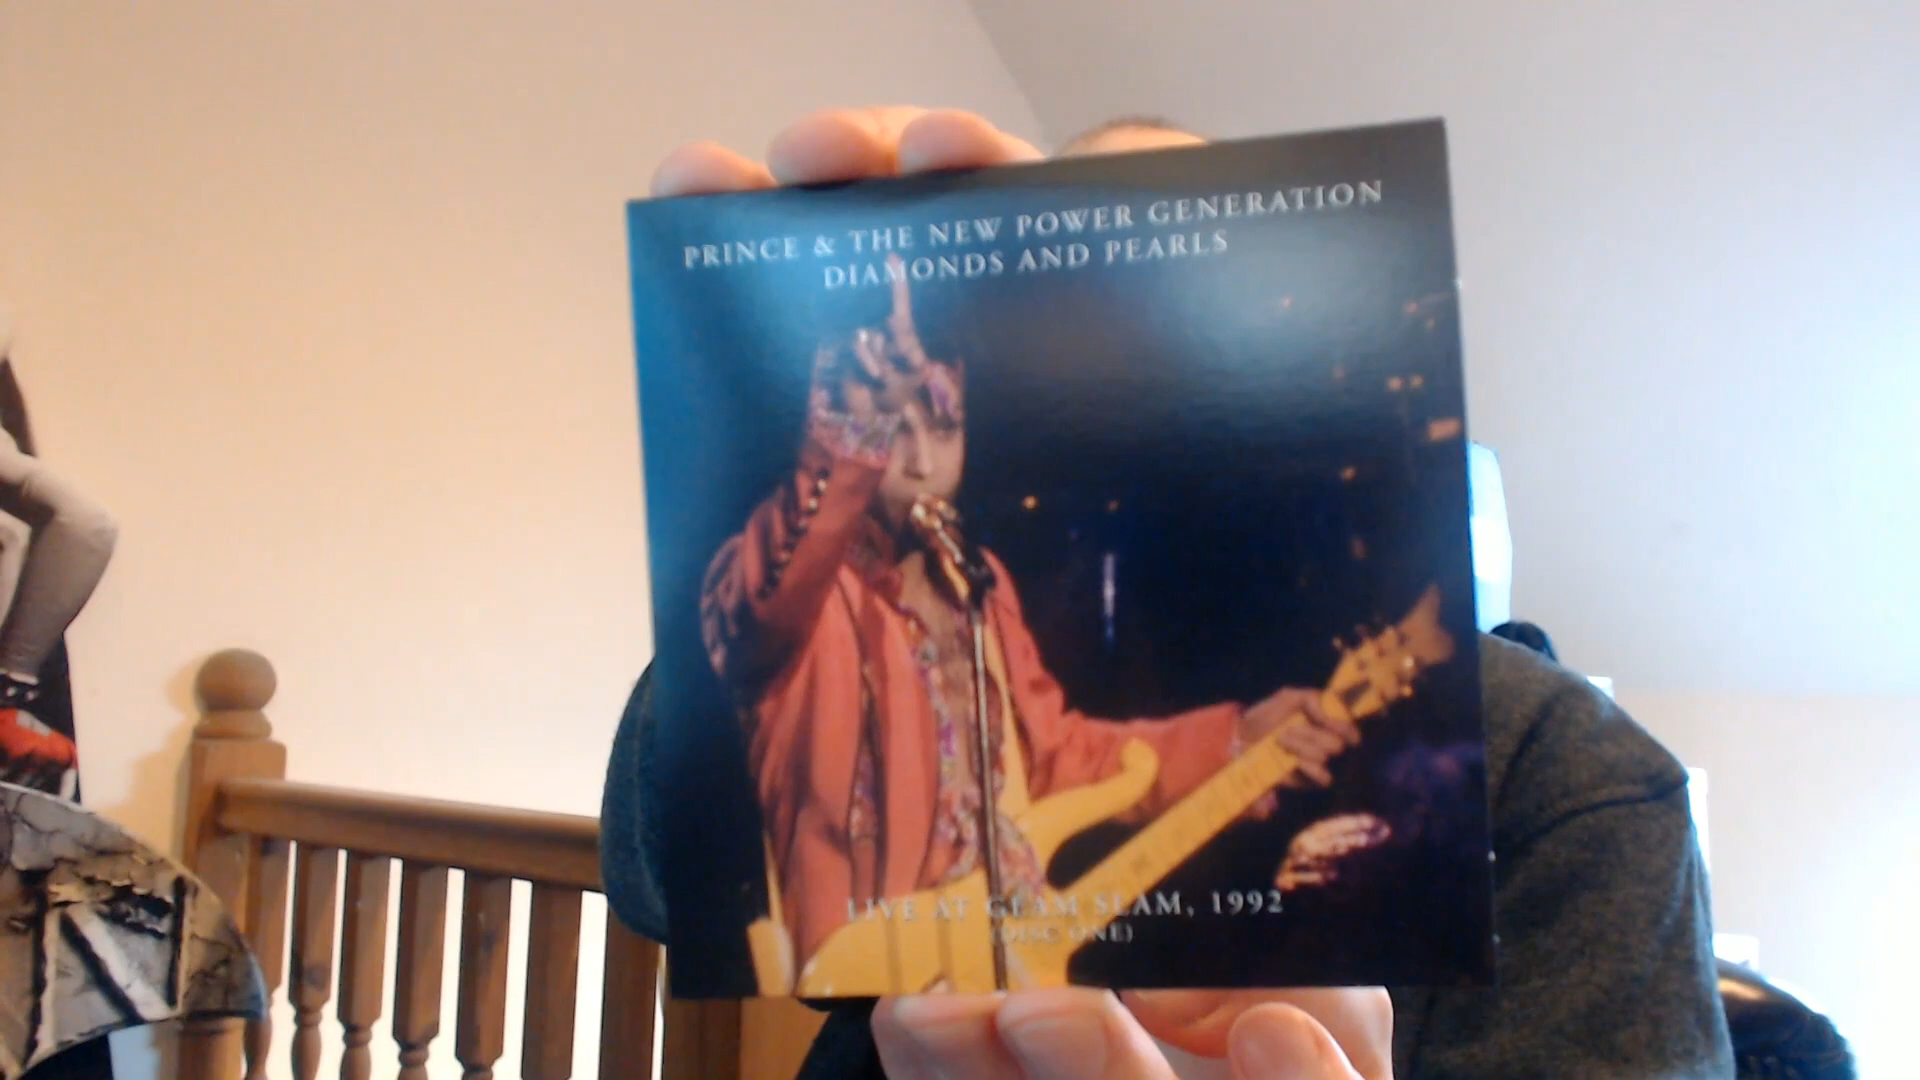 PRINCE & THE NEW POWER GENERATION
DIAMONDS AND PEARLS
LIVE AT GLAM SLAM, 1992
(DISC ONE)